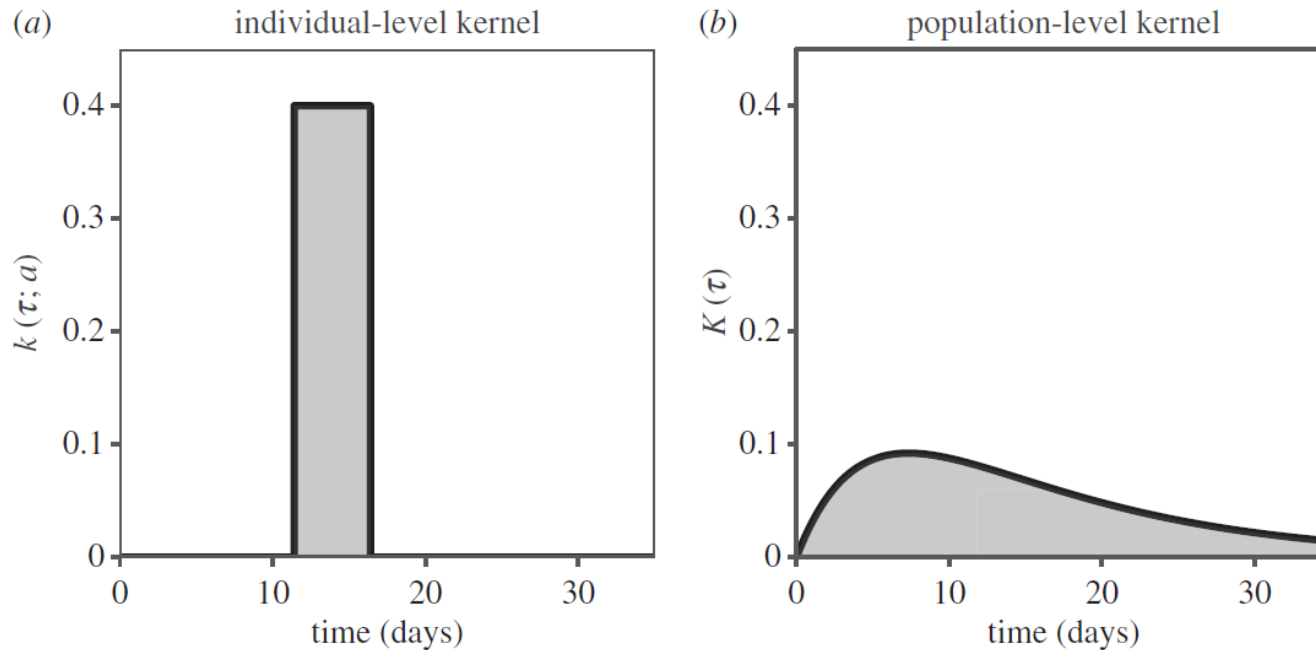 (a) individual-level kernel
0.4
0.3
0.2
0.1
0
k (τ; a)
0 10 20 30
time (days)
(b) population-level kernel
0.4
0.3
0.2
0.1
0
K (τ)
0 10 20 30
time (days)